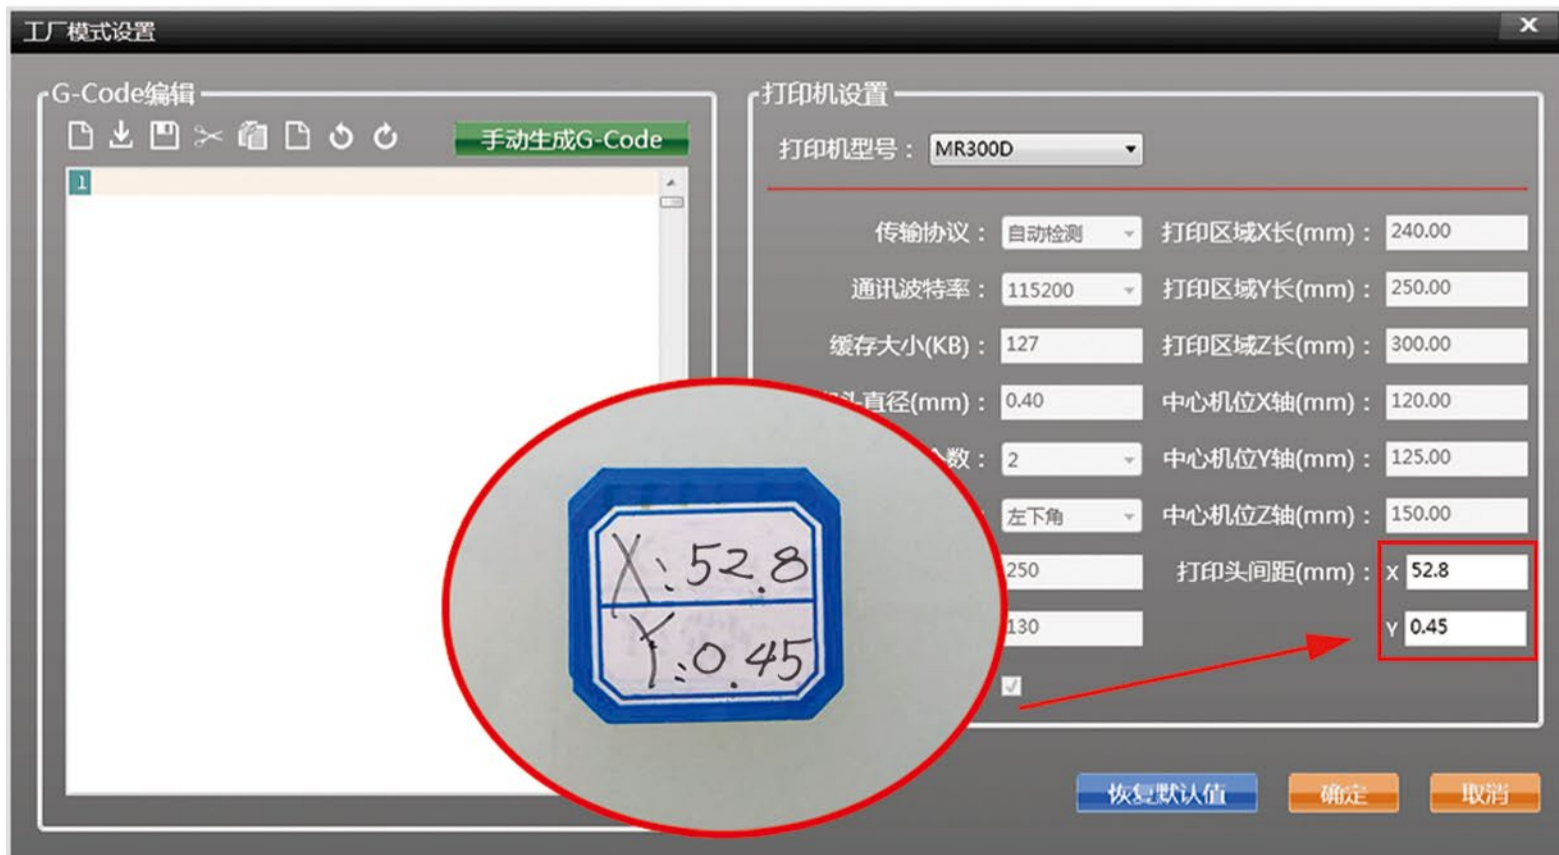 工厂模式设置
G-Code编辑
手动生成G-Code
1
打印机设置
打印机型号： MR300D
传输协议： 自动检测 打印区域X长(mm)： 240.00
通讯波特率： 115200 打印区域Y长(mm)： 250.00
缓存大小(KB)： 127 打印区域Z长(mm)： 300.00
头直径(mm)： 0.40 中心机位X轴(mm)： 120.00
个数： 2 中心机位Y轴(mm)： 125.00
左下角 中心机位Z轴(mm)： 150.00
250 打印头间距(mm)： X 52.8
130 Y 0.45
X:52.8
Y:0.45
恢复默认值 确定 取消